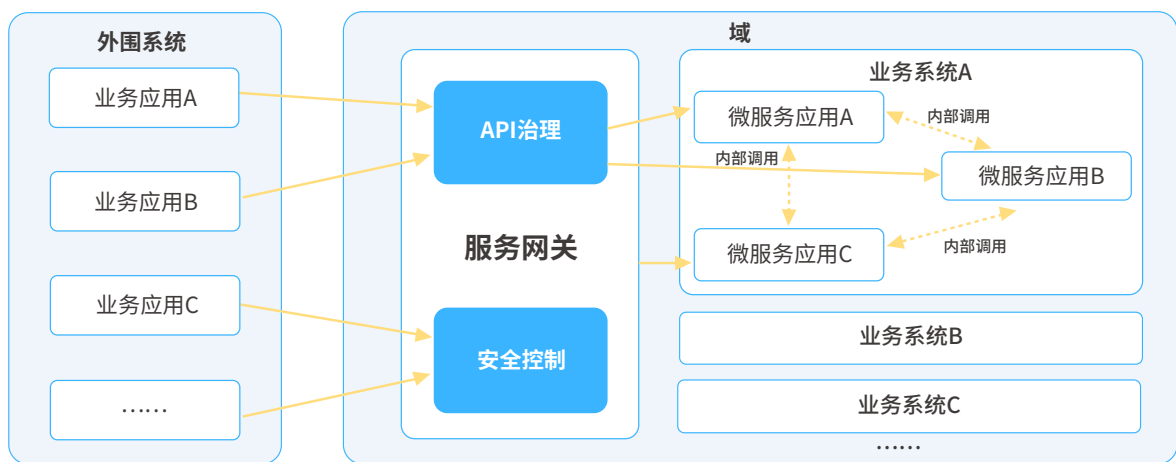 外围系统
业务应用A
业务应用B
业务应用C
……
域
API治理
服务网关
安全控制
业务系统A
微服务应用A
内部调用
内部调用
微服务应用B
微服务应用C
内部调用
业务系统B
业务系统C
……